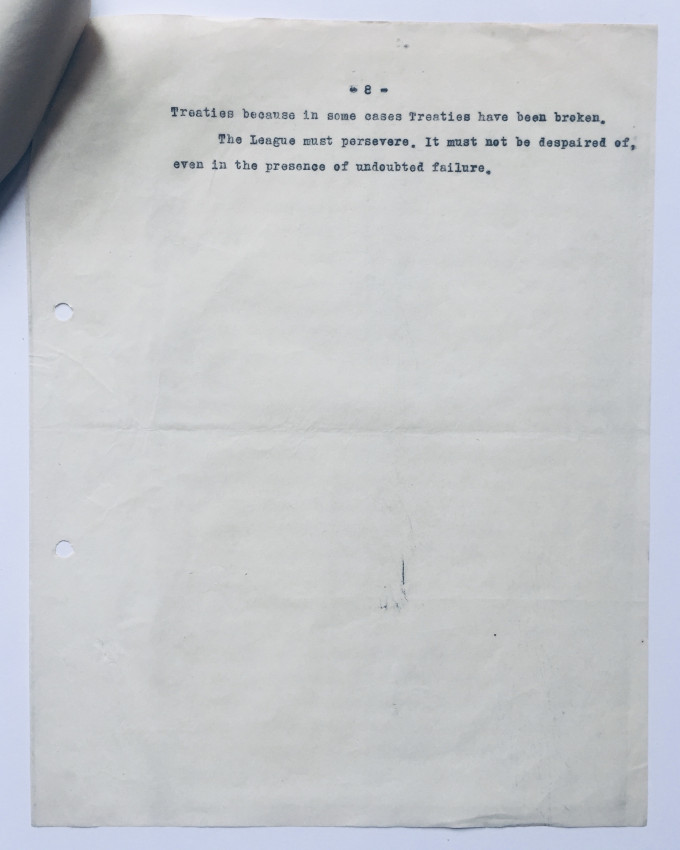 - 8 -
Treaties because in some cases Treaties have been broken.
The League must persevere. It must not be despaired of,
even in the presence of undoubted failure.